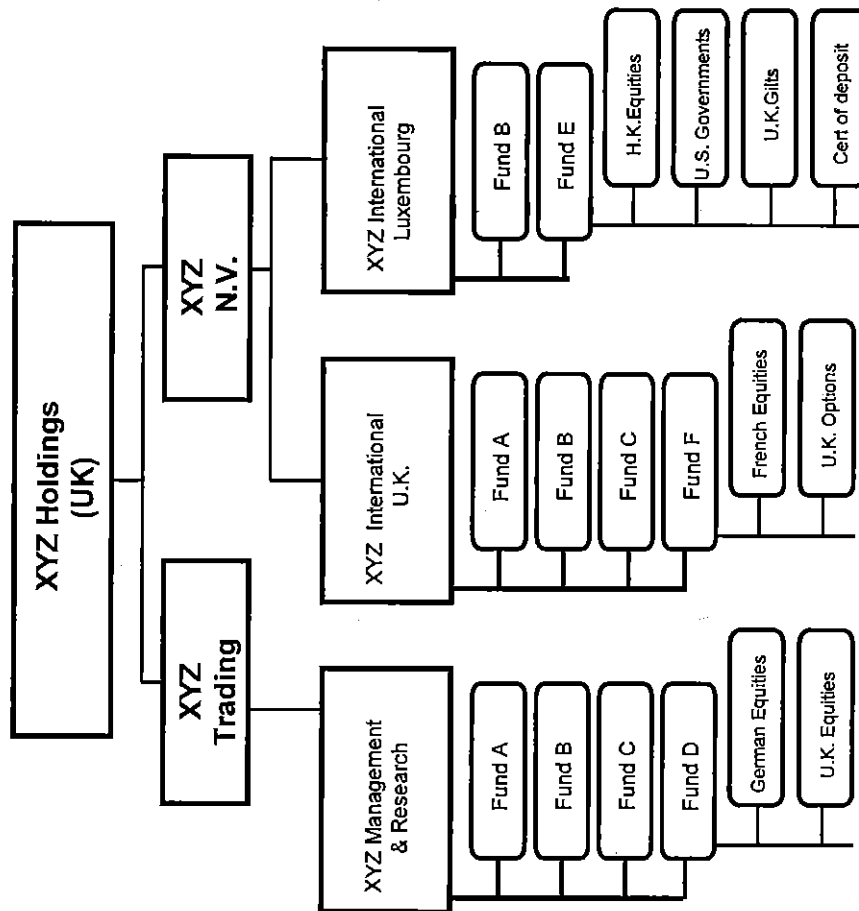 XYZ Holdings
(UK)
XYZ
Trading
XYZ
N.V.
XYZ Management
& Research
XYZ International
U.K.
XYZ International
Luxembourg
Fund A
Fund B
Fund C
Fund D
German Equities
U.K. Equities
Fund A
Fund B
Fund C
Fund F
French Equities
U.K. Options
Fund B
Fund E
H.K.Equities
U.S. Governments
U.K.Gilts
Cert of deposit